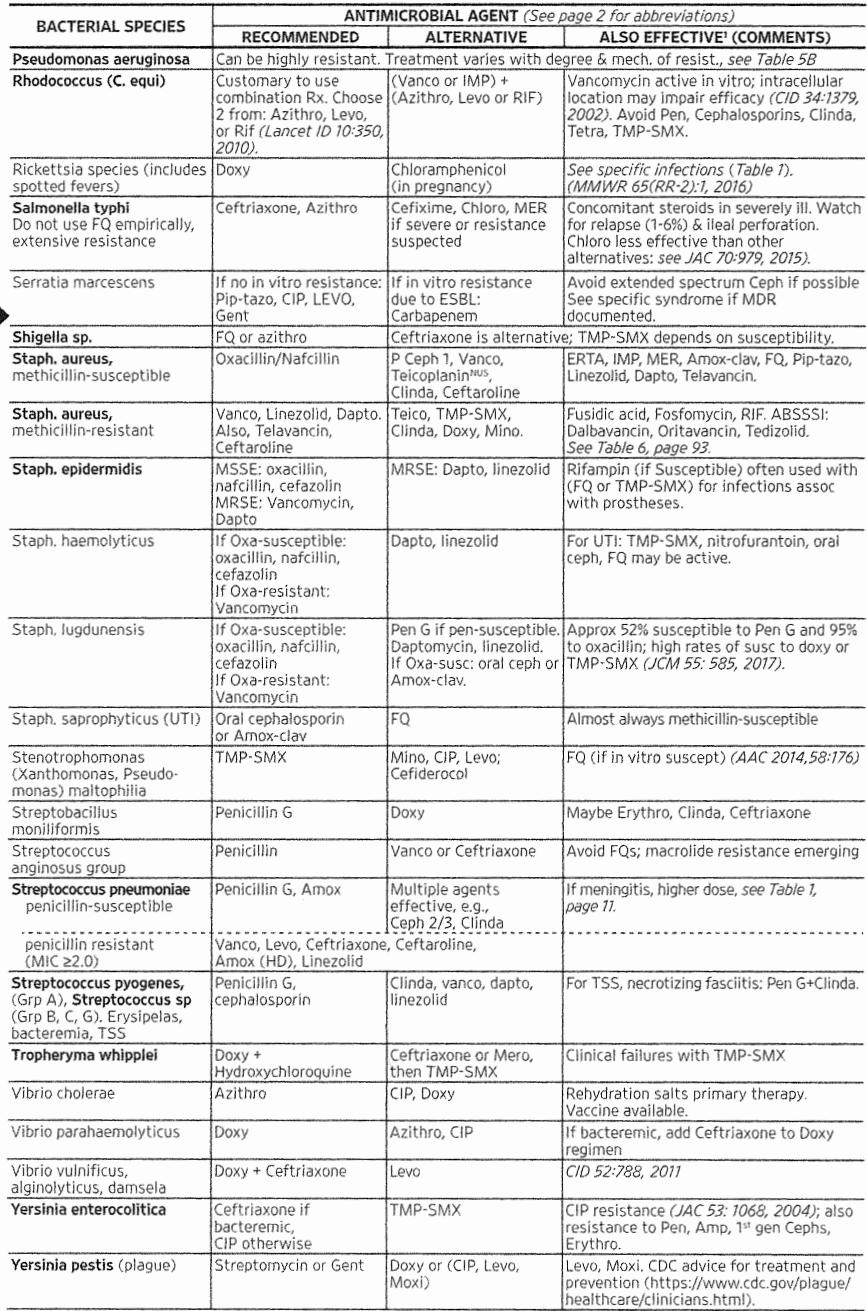 BACTERIAL SPECIES
ANTIMICROBIAL AGENT (See page 2 for abbreviations)
RECOMMENDED
ALTERNATIVE
ALSO EFFECTIVE¹ (COMMENTS)
Pseudomonas aeruginosa
Can be highly resistant. Treatment varies with degree & mech. of resist., see Table 5B
Rhodococcus (C. equi)
Customary to use
combination Rx. Choose
2 from: Azithro, Levo,
or Rif (Lancet ID 10:350,
2010).
(Vanco or IMP) +
(Azithro, Levo or RIF)
Vancomycin active in vitro; intracellular
location may impair efficacy (CID 34:1379,
2002). Avoid Pen, Cephalosporins, Clinda,
Tetra, TMP-SMX.
Rickettsia species (includes
spotted fevers)
Doxy
Chloramphenicol
(in pregnancy)
See specific infections (Table 1).
(MMWR 65(RR-2):1, 2016)
Salmonella typhi
Do not use FQ empirically,
extensive resistance
Ceftriaxone, Azithro
Cefixime, Chloro, MER
if severe or resistance
suspected
Concomitant steroids in severely ill. Watch
for relapse (1-6%) & ileal perforation.
Chloro less effective than other
alternatives: see JAC 70:979, 2015).
Serratia marcescens
If no in vitro resistance:
Pip-tazo, CIP, LEVO,
Gent
If in vitro resistance
due to ESBL:
Carbapenem
Avoid extended spectrum Ceph if possible
See specific syndrome if MDR
documented.
Shigella sp.
FQ or azithro
Ceftriaxone is alternative; TMP-SMX depends on susceptibility.
Staph. aureus,
methicillin-susceptible
Oxacillin/Nafcillin
P Ceph 1, Vanco,
Teicoplanin^NUS,
Clinda, Ceftaroline
ERTA, IMP, MER, Amox-clav, FQ, Pip-tazo,
Linezolid, Dapto, Telavancin.
Staph. aureus,
methicillin-resistant
Vanco, Linezolid, Dapto.
Also, Telavancin,
Ceftaroline
Teico, TMP-SMX,
Clinda, Doxy, Mino.
Fusidic acid, Fosfomycin, RIF. ABSSSI:
Dalbavancin, Oritavancin, Tedizolid.
See Table 6, page 93.
Staph. epidermidis
MSSE: oxacillin,
nafcillin, cefazolin
MRSE: Vancomycin,
Dapto
MRSE: Dapto, linezolid
Rifampin (if Susceptible) often used with
(FQ or TMP-SMX) for infections assoc
with prostheses.
Staph. haemolyticus
If Oxa-susceptible:
oxacillin, nafcillin,
cefazolin
If Oxa-resistant:
Vancomycin
Dapto, linezolid
For UTI: TMP-SMX, nitrofurantoin, oral
ceph, FQ may be active.
Staph. lugdunensis
If Oxa-susceptible:
oxacillin, nafcillin,
cefazolin
If Oxa-resistant:
Vancomycin
Pen G if pen-susceptible.
Daptomycin, linezolid.
If Oxa-susc: oral ceph or
Amox-clav.
Approx 52% susceptible to Pen G and 95%
to oxacillin; high rates of susc to doxy or
TMP-SMX (JCM 55: 585, 2017).
Staph. saprophyticus (UTI)
Oral cephalosporin
or Amox-clav
FQ
Almost always methicillin-susceptible
Stenotrophomonas
(Xanthomonas, Pseudo-
monas) maltophilia
TMP-SMX
Mino, CIP, Levo;
Cefiderocol
FQ (if in vitro suscept) (AAC 2014,58:176)
Streptobacillus
moniliformis
Penicillin G
Doxy
Maybe Erythro, Clinda, Ceftriaxone
Streptococcus
anginosus group
Penicillin
Vanco or Ceftriaxone
Avoid FQs; macrolide resistance emerging
Streptococcus pneumoniae
penicillin-susceptible
Penicillin G, Amox
Multiple agents
effective, e.g.,
Ceph 2/3, Clinda
If meningitis, higher dose, see Table 1,
page 11.
penicillin resistant
(MIC ≥2.0)
Vanco, Levo, Ceftriaxone, Ceftaroline,
Amox (HD), Linezolid
Streptococcus pyogenes,
(Grp A), Streptococcus sp
(Grp B, C, G). Erysipelas,
bacteremia, TSS
Penicillin G,
cephalosporin
Clinda, vanco, dapto,
linezolid
For TSS, necrotizing fasciitis: Pen G+Clinda.
Tropheryma whipplei
Doxy +
Hydroxychloroquine
Ceftriaxone or Mero,
then TMP-SMX
Clinical failures with TMP-SMX
Vibrio cholerae
Azithro
CIP, Doxy
Rehydration salts primary therapy.
Vaccine available.
Vibrio parahaemolyticus
Doxy
Azithro, CIP
If bacteremic, add Ceftriaxone to Doxy
regimen
Vibrio vulnificus,
alginolyticus, damsela
Doxy + Ceftriaxone
Levo
CID 52:788, 2011
Yersinia enterocolitica
Ceftriaxone if
bacteremic,
CIP otherwise
TMP-SMX
CIP resistance (JAC 53: 1068, 2004); also
resistance to Pen, Amp, 1st gen Cephs,
Erythro.
Yersinia pestis (plague)
Streptomycin or Gent
Doxy or (CIP, Levo,
Moxi)
Levo, Moxi. CDC advice for treatment and
prevention (https://www.cdc.gov/plague/
healthcare/clinicians.html).